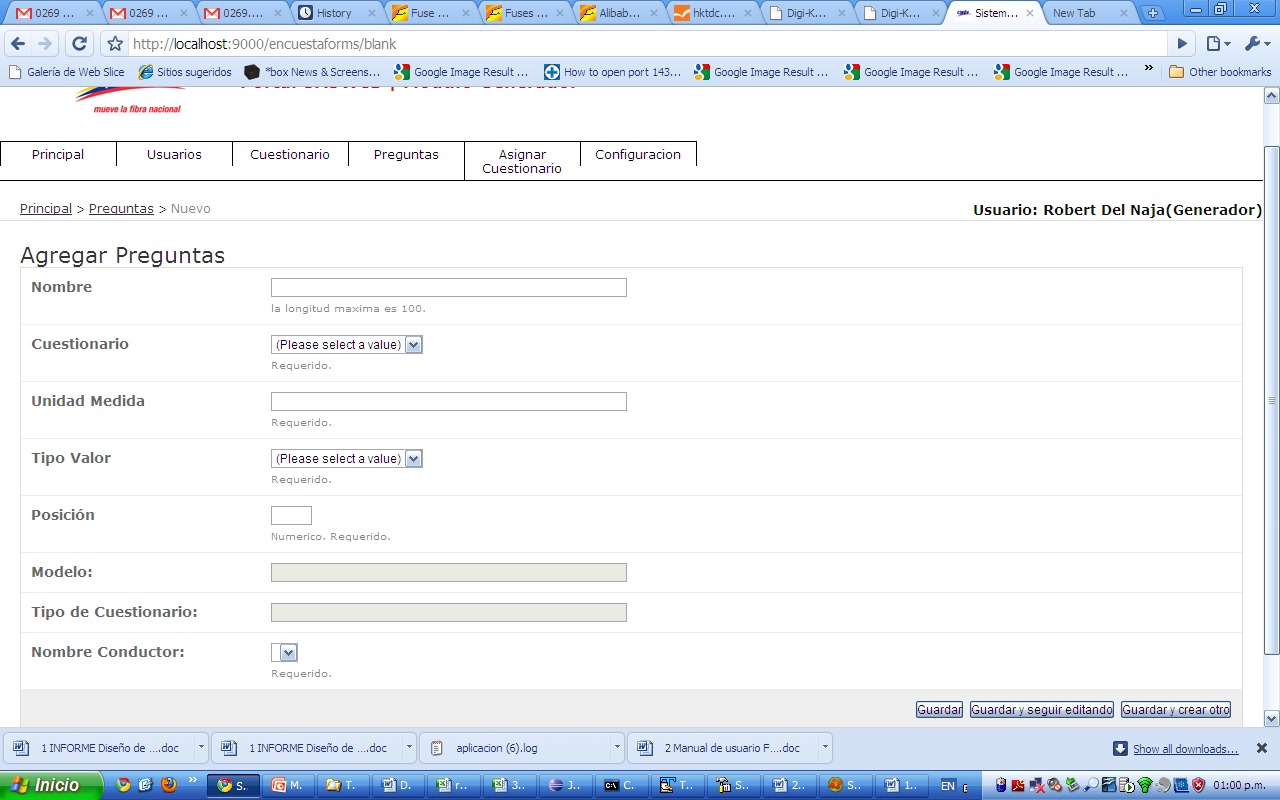 0269 ...
0269 ...
0269....
History
Fuse ...
Fuses ...
Alibab...
hktdc....
Digi-K...
Digi-K...
Sistem...
New Tab
http://localhost:9000/encuestaforms/blank
Galería de Web Slice
Sitios sugeridos
*box News & Screens...
Google Image Result ...
How to open port 143...
Google Image Result ...
Google Image Result ...
Google Image Result ...
»
Other bookmarks
mueve la fibra nacional
Principal
Usuarios
Cuestionario
Preguntas
Asignar
Cuestionario
Configuracion
Principal > Preguntas > Nuevo
Usuario: Robert Del Naja(Generador)
Agregar Preguntas
Nombre
la longitud maxima es 100.
Cuestionario
(Please select a value)
Requerido.
Unidad Medida
Requerido.
Tipo Valor
(Please select a value)
Requerido.
Posición
Numerico. Requerido.
Modelo:
Tipo de Cuestionario:
Nombre Conductor:
Requerido.
Guardar
Guardar y seguir editando
Guardar y crear otro
1 INFORME Diseño de ....doc
1 INFORME Diseño de ....doc
aplicacion (6).log
2 Manual de usuario F....doc
Show all downloads...
Inicio
»
S..
M.
T..
D.
r..
3..
J..
C.
T..
S..
2..
S..
1..
EN
01:00 p.m.